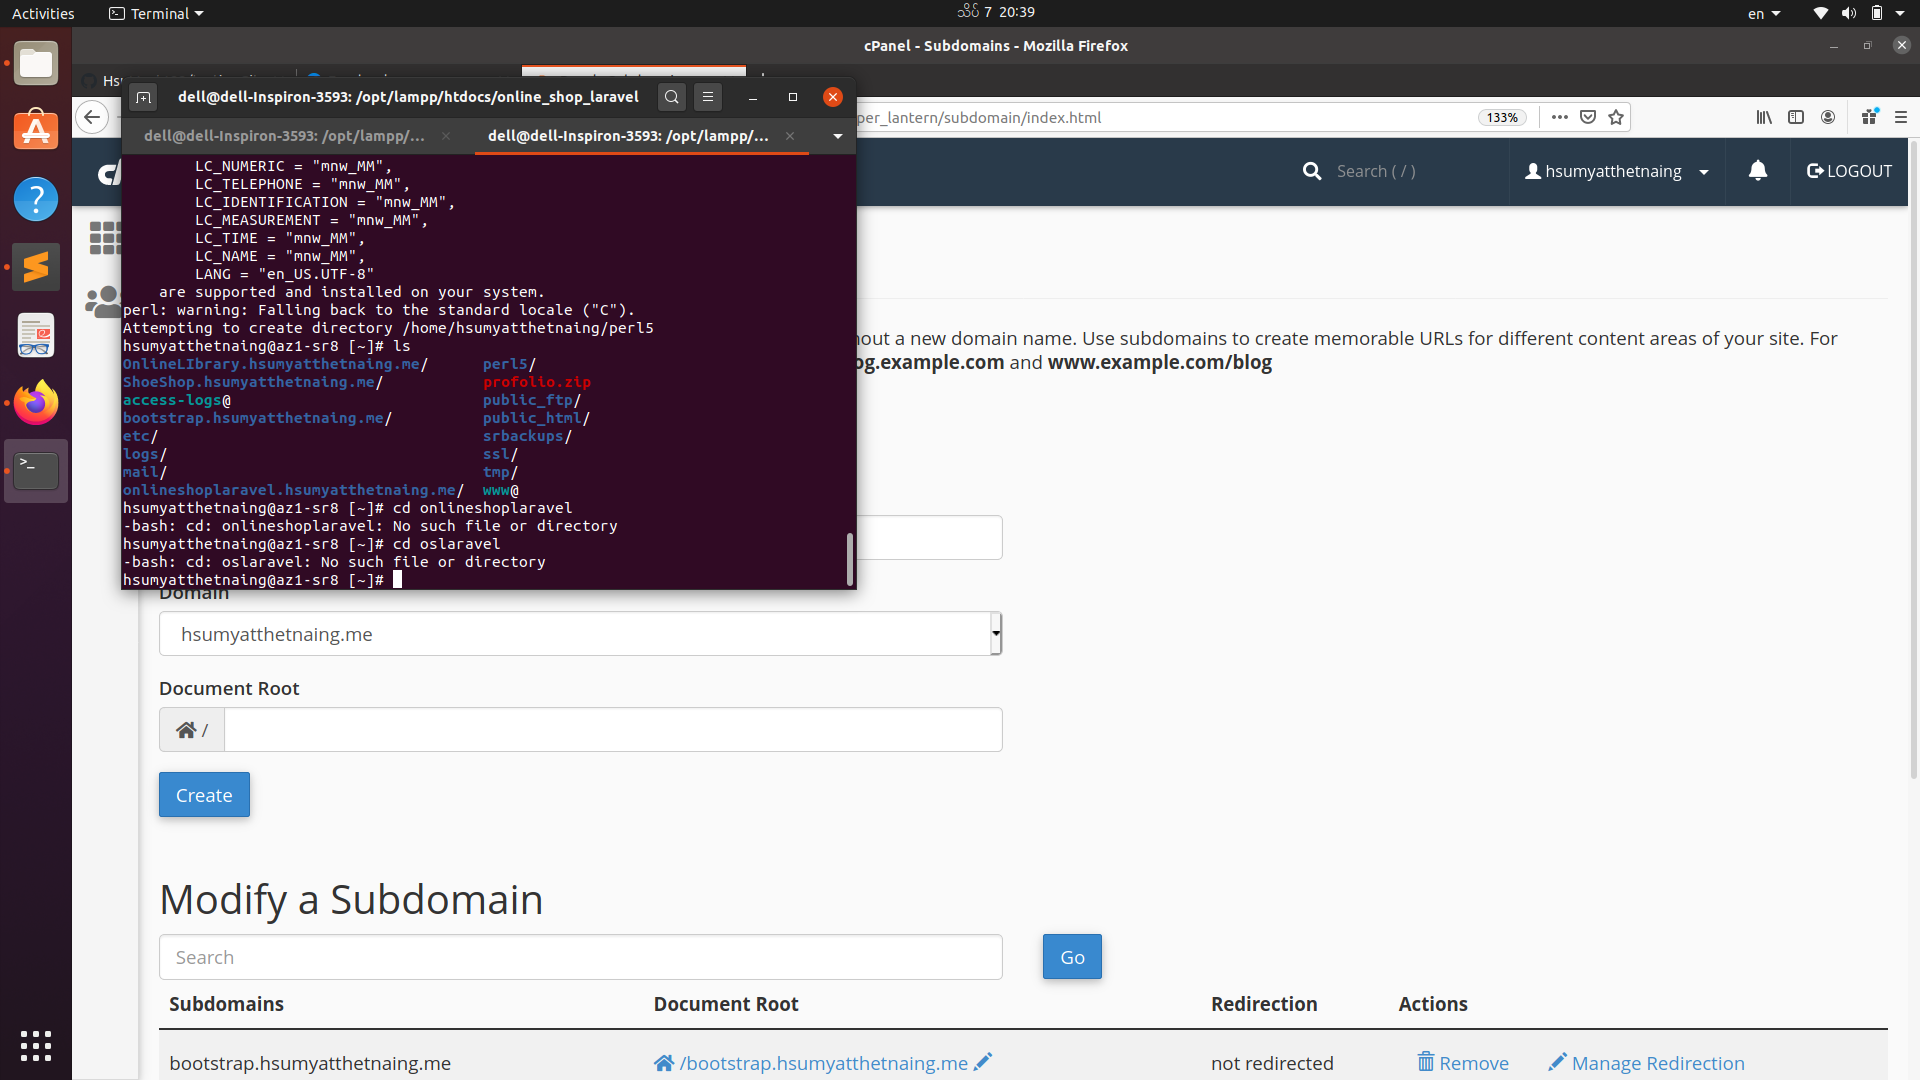 Activities
Terminal
သိပ် 7 20:39
en
cPanel - Subdomains - Mozilla Firefox
dell@dell-Inspiron-3593: /opt/lampp/htdocs/online_shop_laravel
dell@dell-Inspiron-3593: /opt/lampp/...
dell@dell-Inspiron-3593: /opt/lampp/...
per_lantern/subdomain/index.html
133%
Search ( / )
hsumyatthetnaing
LOGOUT
LC_NUMERIC = "mnw_MM",
LC_TELEPHONE = "mnw_MM",
LC_IDENTIFICATION = "mnw_MM",
LC_MEASUREMENT = "mnw_MM",
LC_TIME = "mnw_MM",
LC_NAME = "mnw_MM",
LANG = "en_US.UTF-8"
are supported and installed on your system.
perl: warning: Falling back to the standard locale ("C").
Attempting to create directory /home/hsumyatthetnaing/perl5
hsumyatthetnaing@az1-sr8 [~]# ls
OnlineLIbrary.hsumyatthetnaing.me/ perl5/
ShoeShop.hsumyatthetnaing.me/ profolio.zip
access-logs@ public_ftp/
bootstrap.hsumyatthetnaing.me/ public_html/
etc/ srbackups/
logs/ ssl/
mail/ tmp/
onlineshoplaravel.hsumyatthetnaing.me/ www@
hsumyatthetnaing@az1-sr8 [~]# cd onlineshoplaravel
-bash: cd: onlineshoplaravel: No such file or directory
hsumyatthetnaing@az1-sr8 [~]# cd oslaravel
-bash: cd: oslaravel: No such file or directory
hsumyatthetnaing@az1-sr8 [~]#
out a new domain name. Use subdomains to create memorable URLs for different content areas of your site. For
og.example.com and www.example.com/blog
Domain
hsumyatthetnaing.me
Document Root
/
Create
Modify a Subdomain
Search
Go
Subdomains Document Root Redirection Actions
bootstrap.hsumyatthetnaing.me /bootstrap.hsumyatthetnaing.me not redirected Remove Manage Redirection